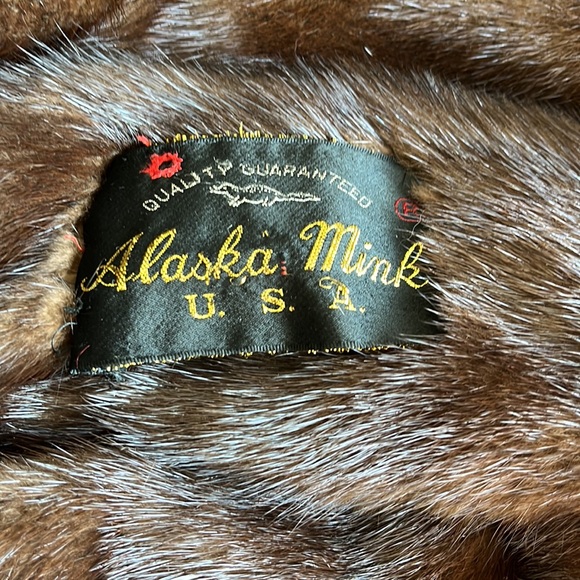 QUALITY GUARANTEED
Alaska Mink
U. S. A.